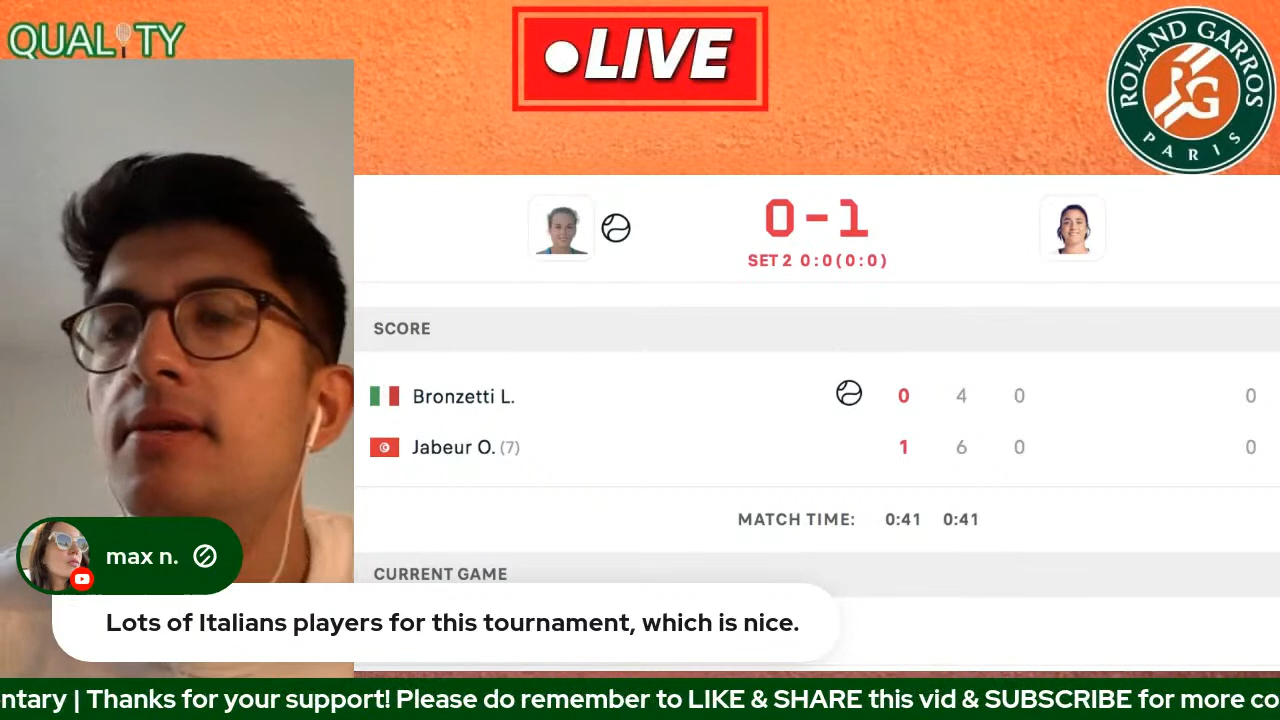 QUALITY
LIVE
ROLAND GARROS
RG
PARIS
0-1
SET 2 0:0(0:0)
SCORE
Bronzetti L. 0 4 0 0
Jabeur O. (7) 1 6 0 0
MATCH TIME: 0:41 0:41
CURRENT GAME
max n.
Lots of Italians players for this tournament, which is nice.
ntary | Thanks for your support! Please do remember to LIKE & SHARE this vid & SUBSCRIBE for more co